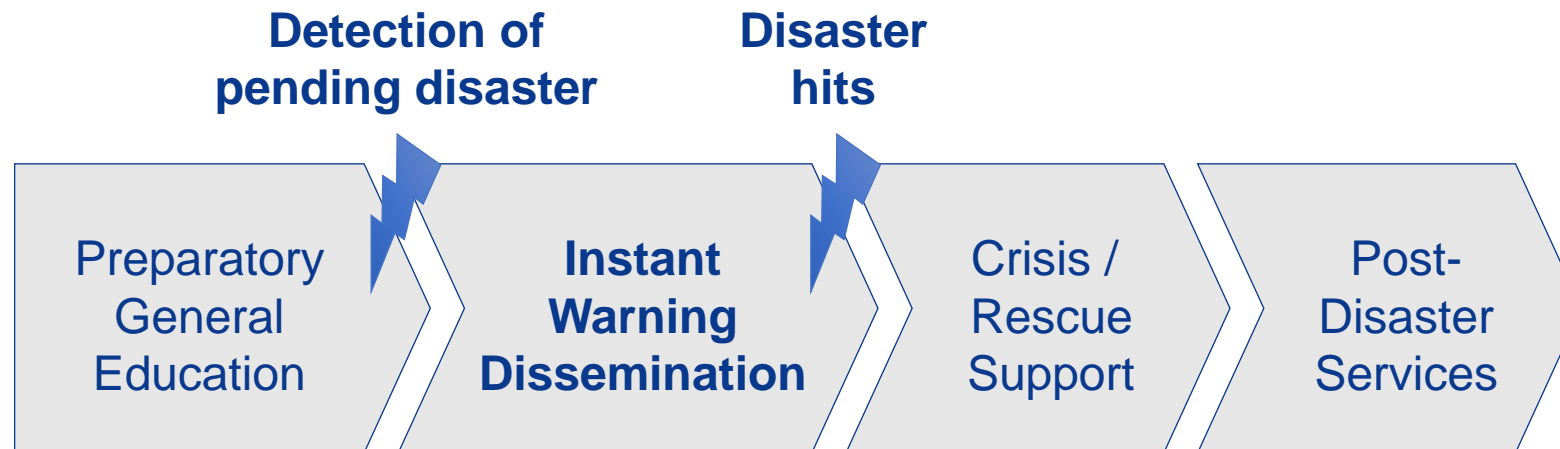 Detection of
pending disaster
Disaster
hits
Preparatory
General
Education
Instant
Warning
Dissemination
Crisis /
Rescue
Support
Post-
Disaster
Services